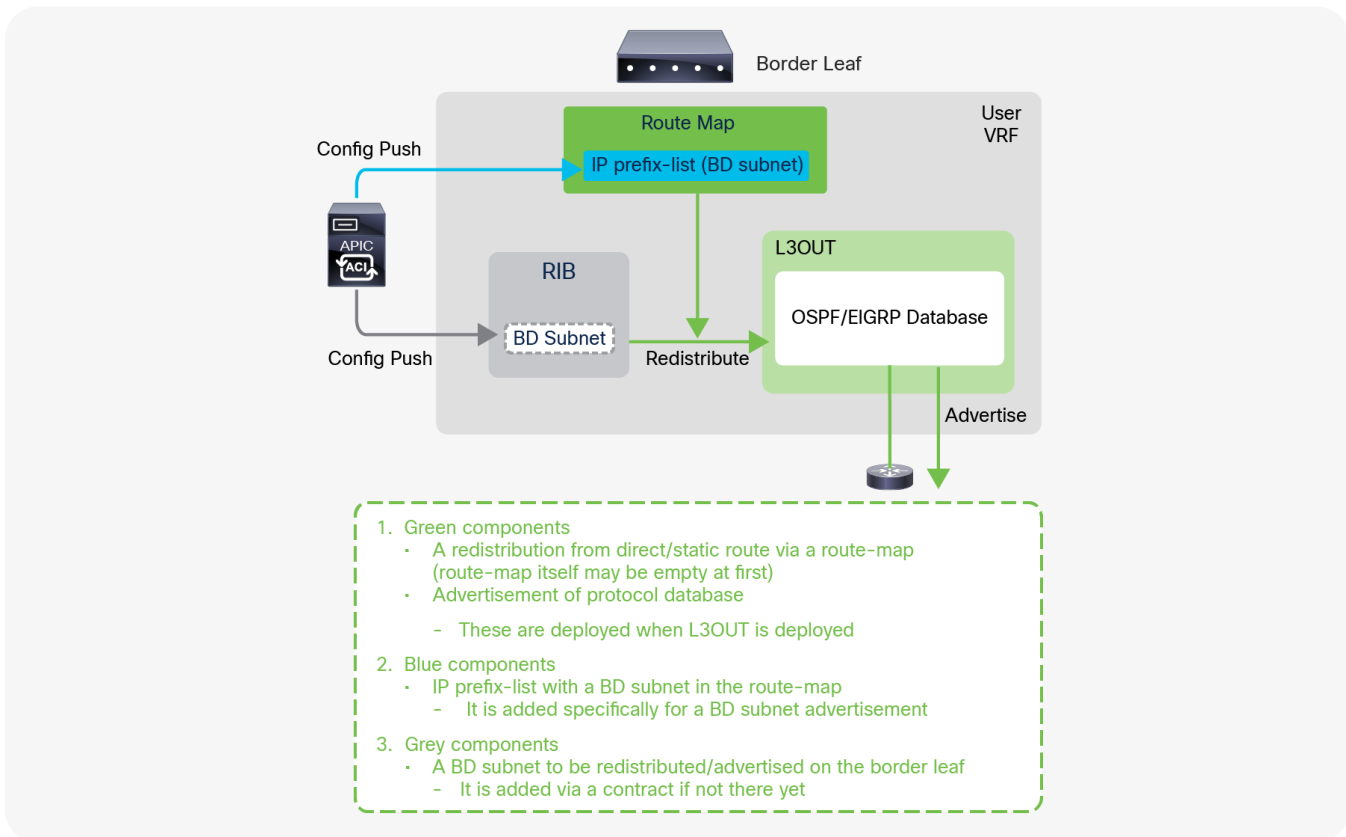 Border Leaf
User
VRF
Route Map
IP prefix-list (BD subnet)
Config Push
APIC
ACI
RIB
BD Subnet
Config Push
Redistribute
L3OUT
OSPF/EIGRP Database
Advertise
1. Green components
· A redistribution from direct/static route via a route-map
(route-map itself may be empty at first)
· Advertisement of protocol database
– These are deployed when L3OUT is deployed
2. Blue components
· IP prefix-list with a BD subnet in the route-map
– It is added specifically for a BD subnet advertisement
3. Grey components
· A BD subnet to be redistributed/advertised on the border leaf
– It is added via a contract if not there yet